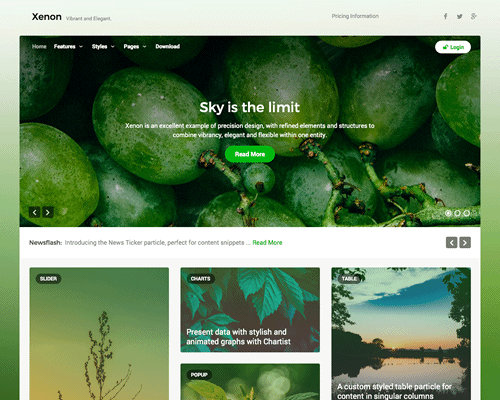 Xenon Vibrant and Elegant. Pricing Information
Home Features Styles Pages Download Login
Sky is the limit
Xenon is an excellent example of precision design, with refined elements and structures to
combine vibrancy, elegant and flexible within one entity.
Read More
Newsflash: Introducing the News Ticker particle, perfect for content snippets ... Read More
SLIDER
CHARTS
Present data with stylish and
animated graphs with Chartist
POPUP
TABLE
A custom styled table particle for
content in singular columns